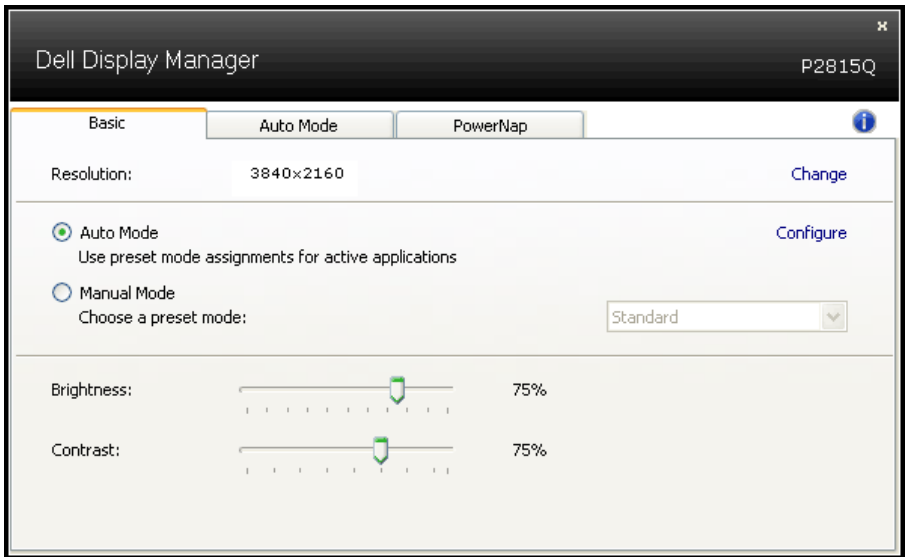 Dell Display Manager
P2815Q
Basic
Auto Mode
PowerNap
Resolution:
3840x2160
Change
Auto Mode
Configure
Use preset mode assignments for active applications
Manual Mode
Choose a preset mode:
Standard
Brightness:
75%
Contrast:
75%